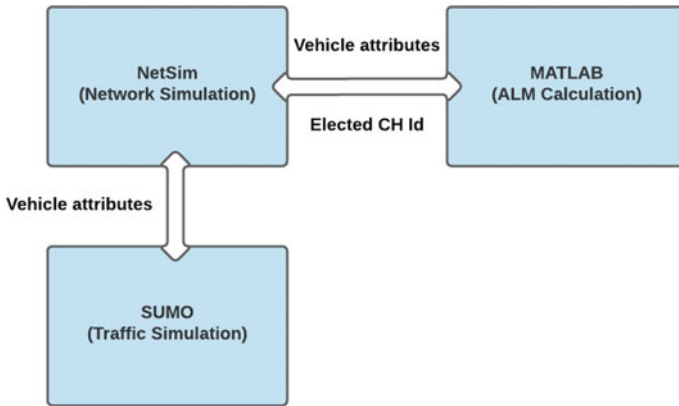 Vehicle attributes
NetSim
(Network Simulation)
MATLAB
(ALM Calculation)
Elected CH Id
Vehicle attributes
SUMO
(Traffic Simulation)